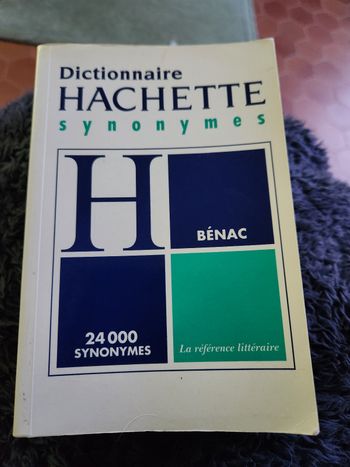 Dictionnaire
HACHETTE
synonymes
H
BÉNAC
24 000
SYNONYMES
La référence littéraire